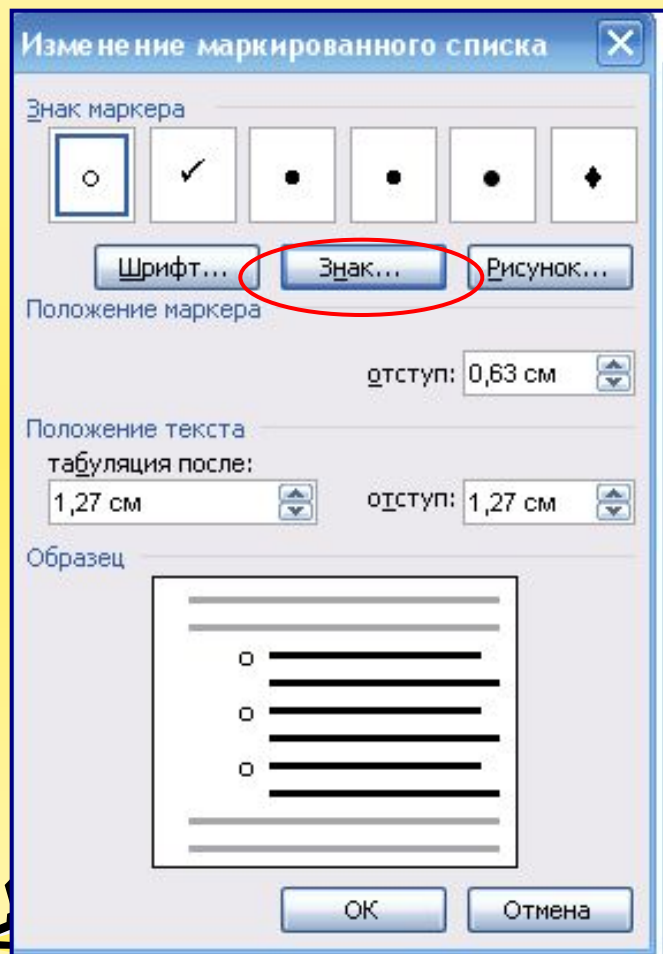 Изменение маркированного списка
Знак маркера
Шрифт... Знак... Рисунок...
Положение маркера
отступ: 0,63 см
Положение текста
табуляция после:
1,27 см отступ: 1,27 см
Образец
ОК Отмена